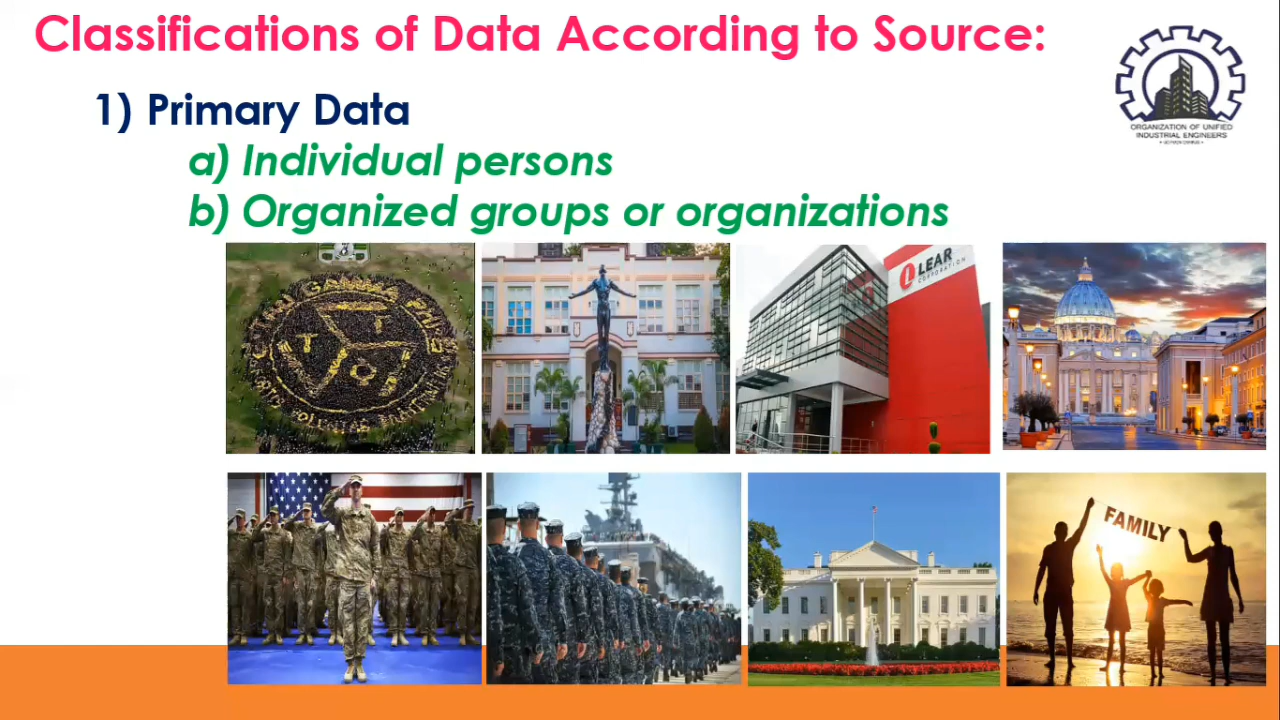 Classifications of Data According to Source:
1) Primary Data
a) Individual persons
b) Organized groups or organizations
ORGANIZATION OF UNIFIED
INDUSTRIAL ENGINEERS
LEAR
CORPORATION
FAMILY